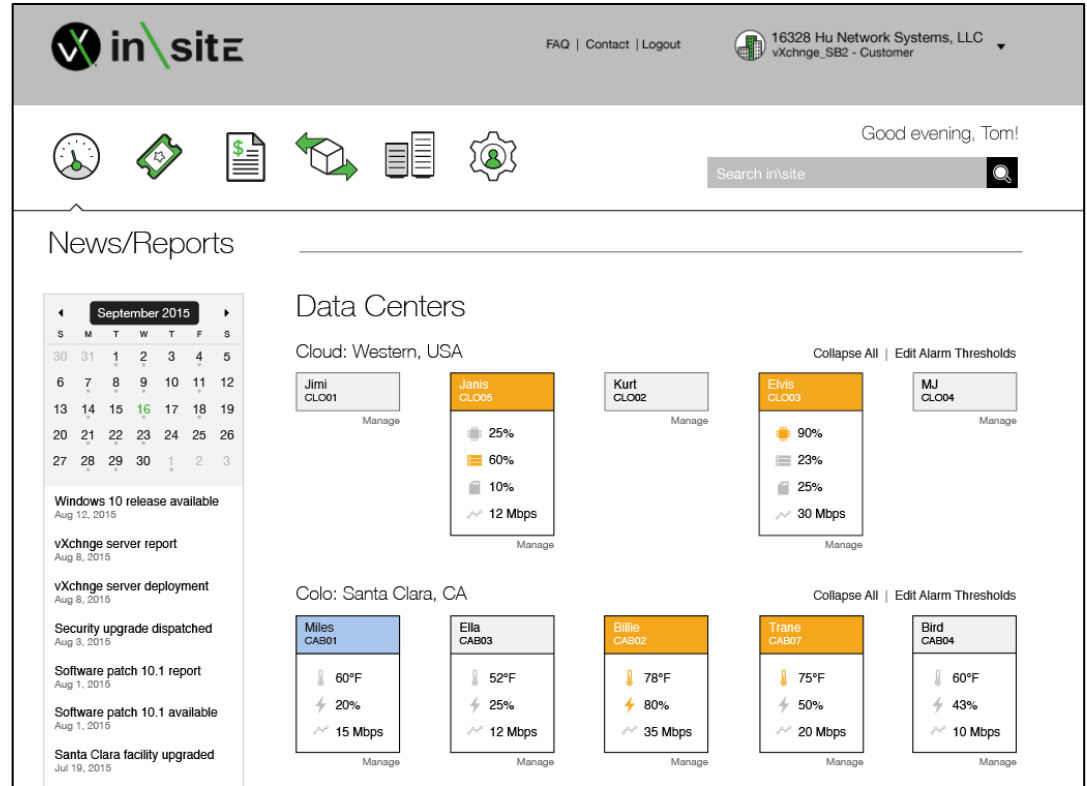 in\site
FAQ | Contact | Logout
16328 Hu Network Systems, LLC
vXchnge_SB2 - Customer
Good evening, Tom!
Search in\site
News/Reports
September 2015
S M T W T F S
30 31 1 2 3 4 5
6 7 8 9 10 11 12
13 14 15 16 17 18 19
20 21 22 23 24 25 26
27 28 29 30 1 2 3
Windows 10 release available
Aug 12, 2015
vXchnge server report
Aug 8, 2015
vXchnge server deployment
Aug 8, 2015
Security upgrade dispatched
Aug 3, 2015
Software patch 10.1 report
Aug 1, 2015
Software patch 10.1 available
Aug 1, 2015
Santa Clara facility upgraded
Jul 19, 2015
Data Centers
Cloud: Western, USA
Collapse All | Edit Alarm Thresholds
Jimi
CLO01
Manage
Janis
CLO05
25%
60%
10%
12 Mbps
Manage
Kurt
CLO02
Manage
Elvis
CLO03
90%
23%
25%
30 Mbps
Manage
MJ
CLO04
Manage
Colo: Santa Clara, CA
Collapse All | Edit Alarm Thresholds
Miles
CAB01
60°F
20%
15 Mbps
Manage
Ella
CAB03
52°F
25%
12 Mbps
Manage
Billie
CAB02
78°F
80%
35 Mbps
Manage
Trane
CAB07
75°F
50%
20 Mbps
Manage
Bird
CAB04
60°F
43%
10 Mbps
Manage